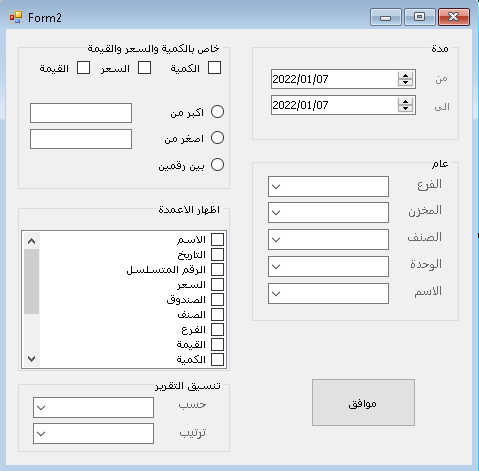 Form2
مدة
من
2022/01/07
الى
2022/01/07
عام
الفرع
المخزن
الصنف
الوحدة
الاسم
موافق
خاص بالكمية والسعر والقيمة
الكمية السعر القيمة
اكبر من
اصغر من
بين رقمين
اظهار الاعمدة
الاسم
التاريخ
الرقم المتسلسل
السعر
الصندوق
الصنف
الفرع
القيمة
الكمية
تنسيق التقرير
حسب
ترتيب